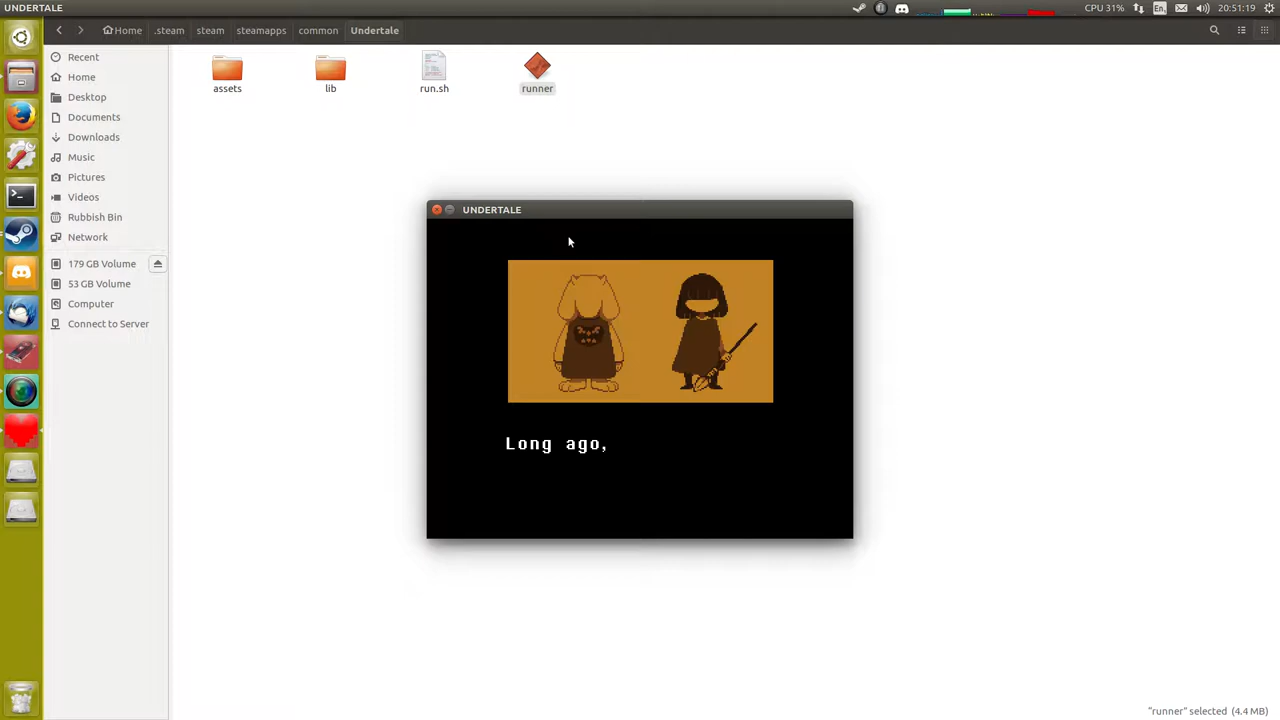 UNDERTALE
CPU 31%
En
20:51:19
Home
.steam
steam
steamapps
common
Undertale
Recent
Home
Desktop
Documents
Downloads
Music
Pictures
Videos
Rubbish Bin
Network
179 GB Volume
53 GB Volume
Computer
Connect to Server
assets
lib
run.sh
runner
UNDERTALE
Long ago,
"runner" selected (4.4 MB)